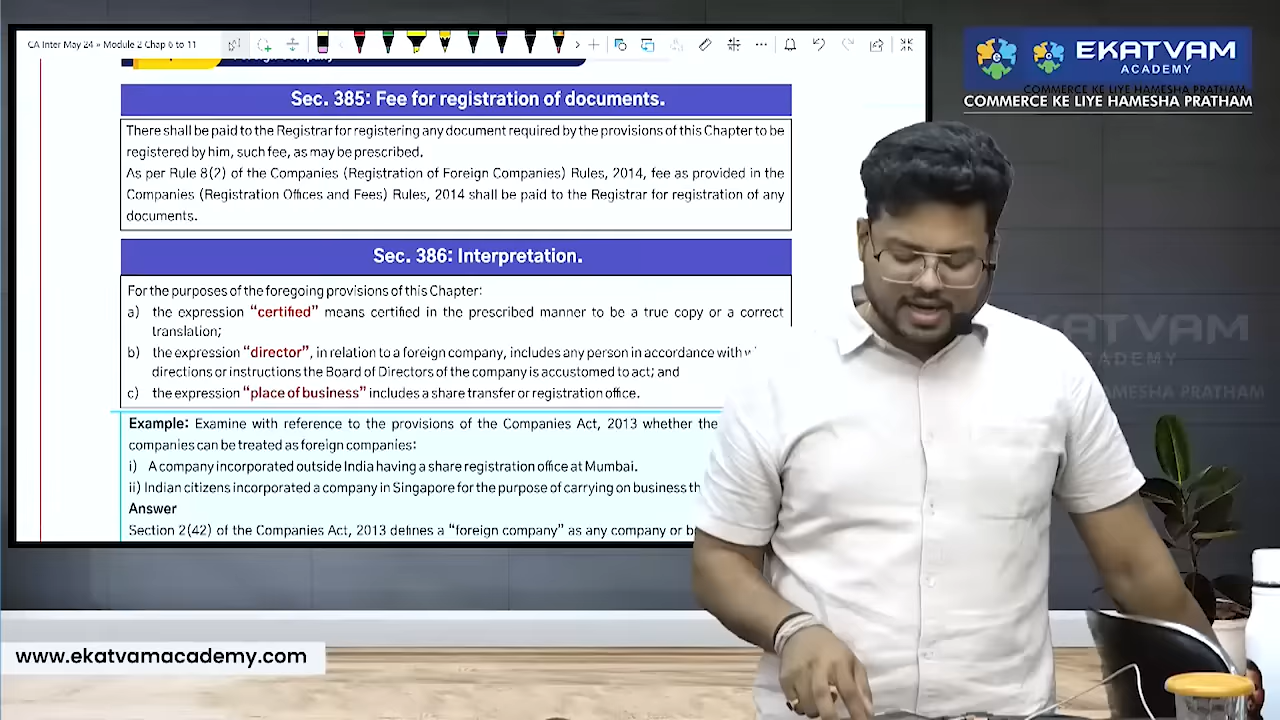 CA Inter May 24 » Module 2 Chap 6 to 11
EKATVAM
ACADEMY
COMMERCE KE LIYE HAMESHA PRATHAM
COMMERCE KE LIYE HAMESHA PRATHAM
Foreign Company
Sec. 385: Fee for registration of documents.
There shall be paid to the Registrar for registering any document required by the provisions of this Chapter to be
registered by him, such fee, as may be prescribed.
As per Rule 8(2) of the Companies (Registration of Foreign Companies) Rules, 2014, fee as provided in the
Companies (Registration Offices and Fees) Rules, 2014 shall be paid to the Registrar for registration of any
documents.
Sec. 386: Interpretation.
For the purposes of the foregoing provisions of this Chapter:
a) the expression “certified” means certified in the prescribed manner to be a true copy or a correct
translation;
b) the expression “director”, in relation to a foreign company, includes any person in accordance with
directions or instructions the Board of Directors of the company is accustomed to act; and
c) the expression “place of business” includes a share transfer or registration office.
Example: Examine with reference to the provisions of the Companies Act, 2013 whether the
companies can be treated as foreign companies:
i) A company incorporated outside India having a share registration office at Mumbai.
ii) Indian citizens incorporated a company in Singapore for the purpose of carrying on business
Answer
Section 2(42) of the Companies Act, 2013 defines a “foreign company” as any company or
EKATVAM
ACADEMY
HAMESHA PRATHAM
www.ekatvamacademy.com